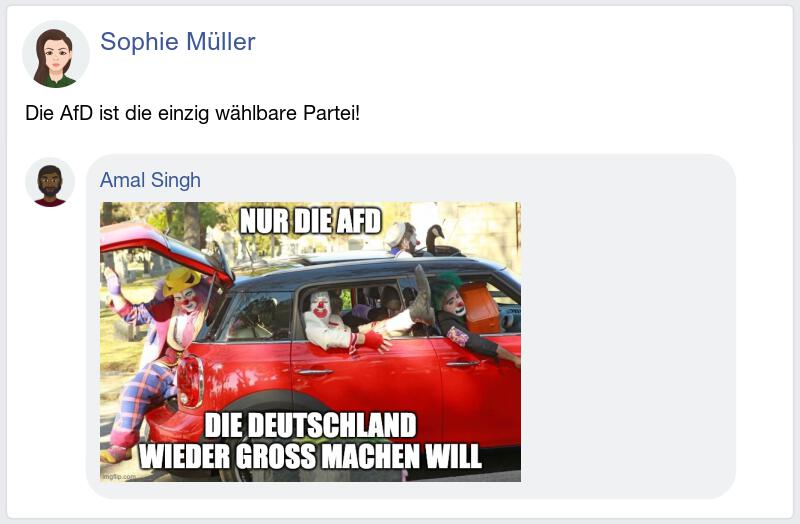 Sophie Müller
Die AfD ist die einzig wählbare Partei!
Amal Singh
NUR DIE AFD
DIE DEUTSCHLAND
WIEDER GROSS MACHEN WILL
imgflip.com